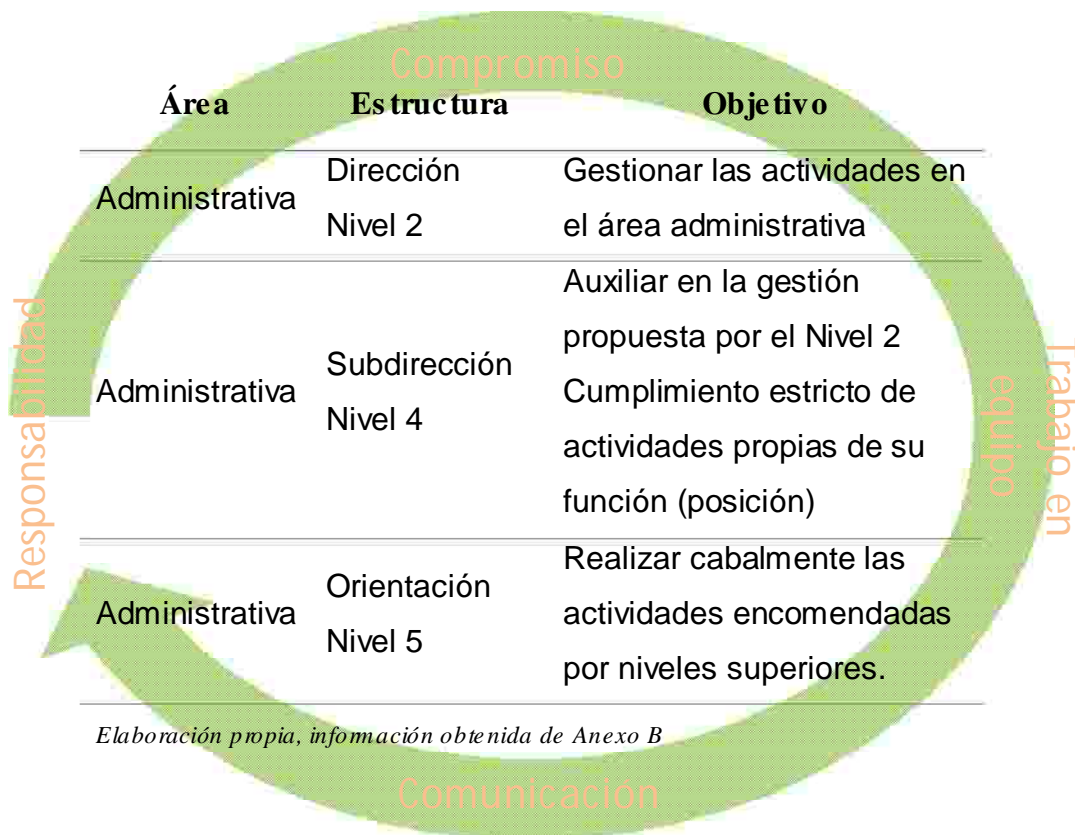 Compromiso
Área Estructura Objetivo
Administrativa
Dirección
Nivel 2
Gestionar las actividades en
el área administrativa
Administrativa
Subdirección
Nivel 4
Auxiliar en la gestión
propuesta por el Nivel 2
Cumplimiento estricto de
actividades propias de su
función (posición)
Administrativa
Orientación
Nivel 5
Realizar cabalmente las
actividades encomendadas
por niveles superiores.
Elaboración propia, información obtenida de Anexo B
Responsabilidad
Trabajo en
equipo
Comunicación